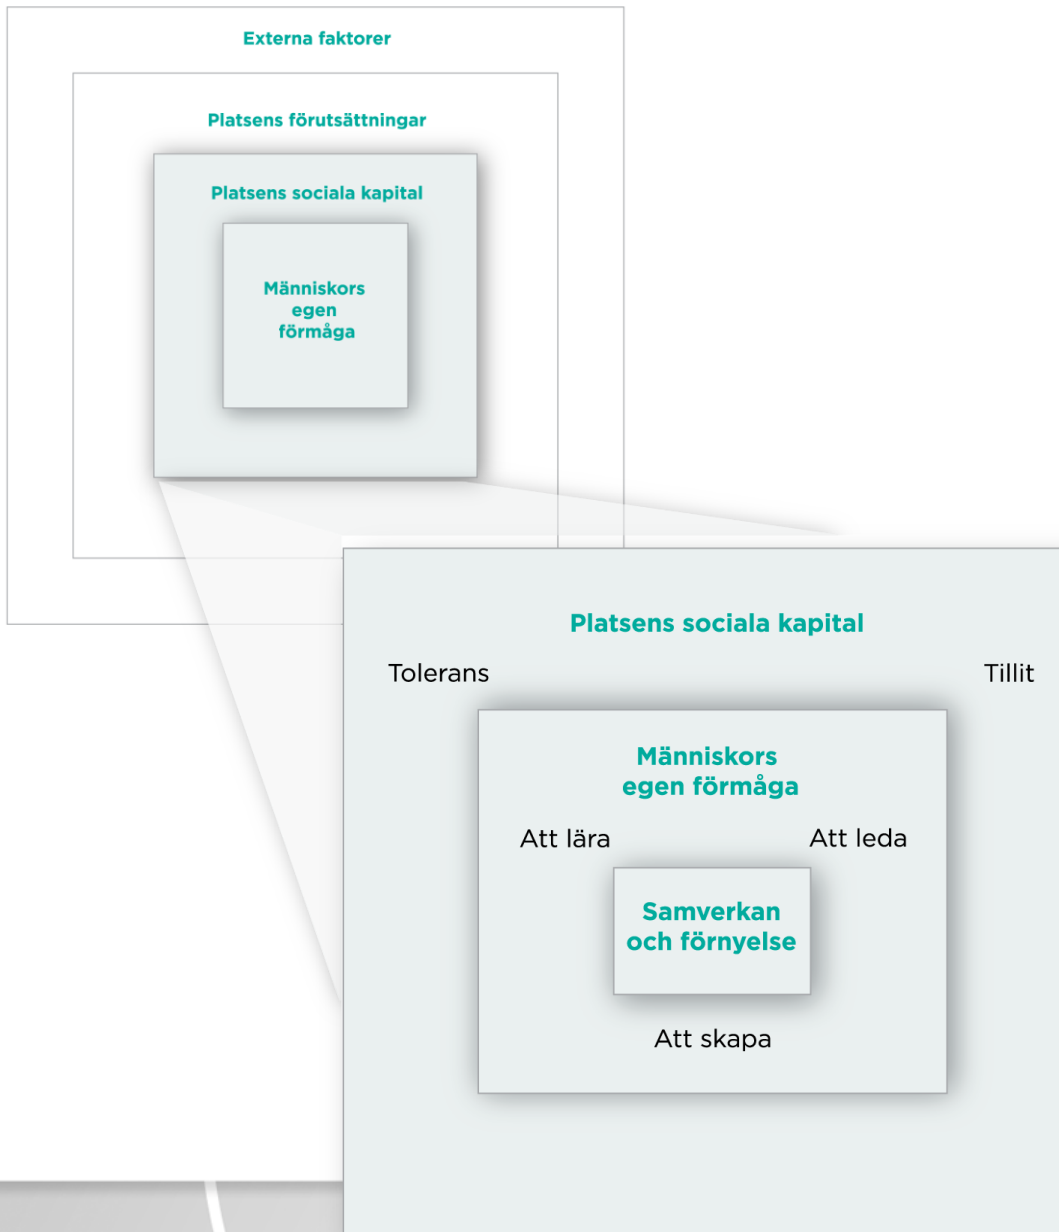 Externa faktorer
Platsens förutsättningar
Platsens sociala kapital
Människors
egen
förmåga
Platsens sociala kapital
Tolerans
Tillit
Människors
egen förmåga
Att lära
Att leda
Samverkan
och förnyelse
Att skapa